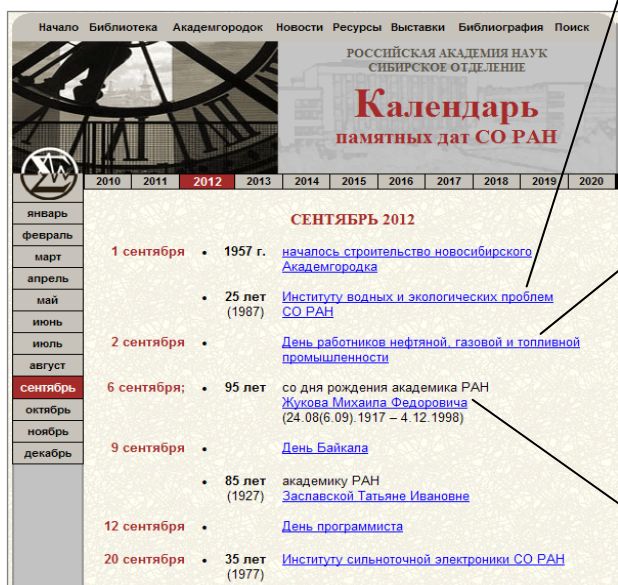 Начало Библиотека Академгородок Новости Ресурсы Выставки Библиография Поиск
РОССИЙСКАЯ АКАДЕМИЯ НАУК
СИБИРСКОЕ ОТДЕЛЕНИЕ
Календарь
памятных дат СО РАН
2010 2011 2012 2013 2014 2015 2016 2017 2018 2019 2020
январь
февраль
март
апрель
май
июнь
июль
август
сентябрь
октябрь
ноябрь
декабрь
СЕНТЯБРЬ 2012
1 сентября • 1957 г. началось строительство новосибирского
Академгородка
• 25 лет Институту водных и экологических проблем
(1987) СО РАН
2 сентября • День работников нефтяной, газовой и топливной
промышленности
6 сентября; • 95 лет со дня рождения академика РАН
Жукова Михаила Федоровича
(24.08(6.09).1917 – 4.12.1998)
9 сентября • День Байкала
• 85 лет академику РАН
(1927) Заславской Татьяне Ивановне
12 сентября • День программиста
20 сентября • 35 лет Институту сильноточной электроники СО РАН
(1977)